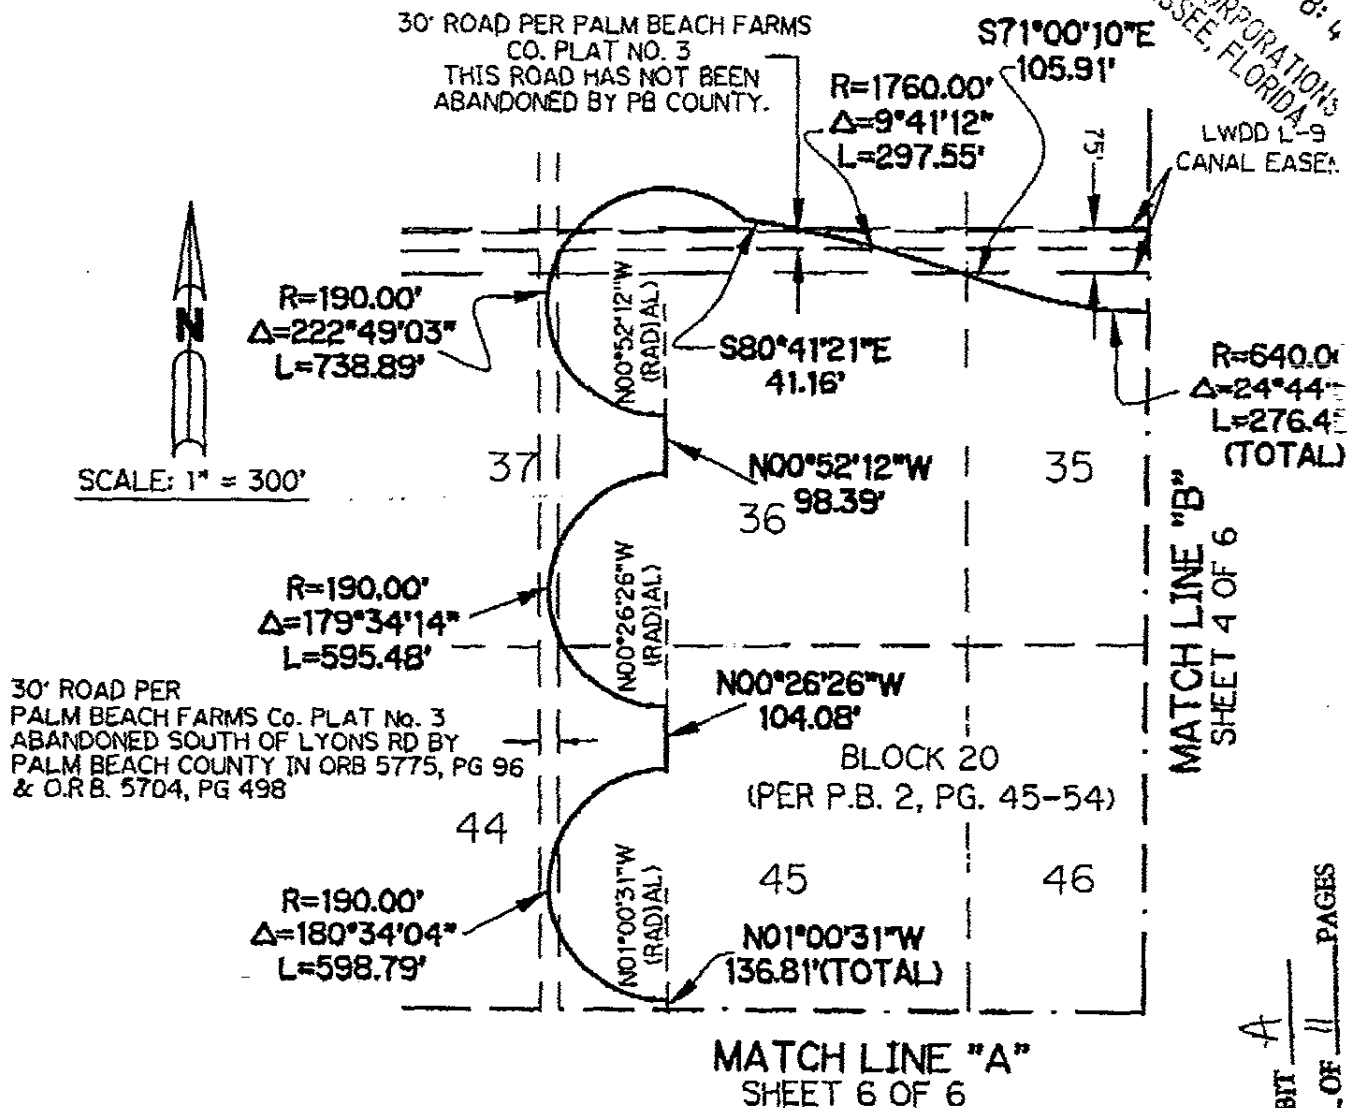 30' ROAD PER PALM BEACH FARMS
CO. PLAT NO. 3
THIS ROAD HAS NOT BEEN
ABANDONED BY PB COUNTY.
S71°00'10"E
105.91'
R=1760.00'
Δ=9°41'12"
L=297.55'
FLORIDA
75'
LWDD L-9
CANAL
N
SCALE: 1" = 300'
R=190.00'
Δ=222°49'03"
L=738.89'
N00°52'12"W
(RADIAL)
S80°41'21"E
41.16'
Δ=24°44'
(TOTAL)
37
N00°52'12"W
98.39'
36
35
R=190.00'
Δ=179°34'14"
L=595.48'
N00°26'26"W
(RADIAL)
MATCH LINE "B"
SHEET 4 OF 6
30' ROAD PER
PALM BEACH FARMS Co. PLAT No. 3
ABANDONED SOUTH OF LYONS RD BY
PALM BEACH COUNTY IN ORB 5775, PG 96
& O.R B. 5704, PG 498
N00°26'26"W
104.08'
BLOCK 20
(PER P.B. 2, PG. 45-54)
44
45
46
R=190.00'
Δ=180°34'04"
L=598.79'
N01°00'31"W
(RADIAL)
N01°00'31"W
136.81'(TOTAL)
MATCH LINE "A"
SHEET 6 OF 6
A
OF 11 PAGES